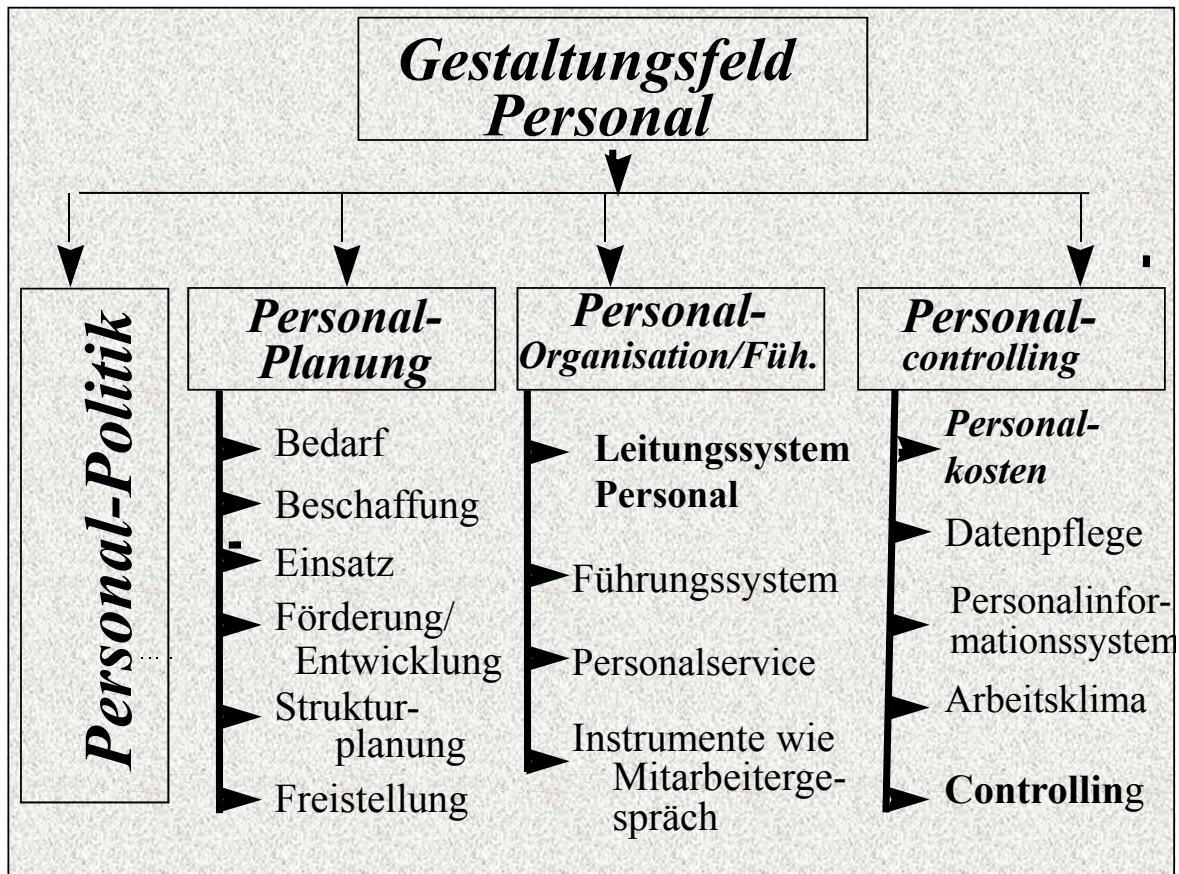 Gestaltungsfeld
Personal
Personal-Politik
Personal-
Planung
Bedarf
Beschaffung
Einsatz
Förderung/
Entwicklung
Struktur-
planung
Freistellung
Personal-
Organisation/Füh.
Leitungssystem
Personal
Führungssystem
Personalservice
Instrumente wie
Mitarbeiterge-
spräch
Personal-
controlling
Personal-
kosten
Datenpflege
Personalinfor-
mationssystem
Arbeitsklima
Controlling